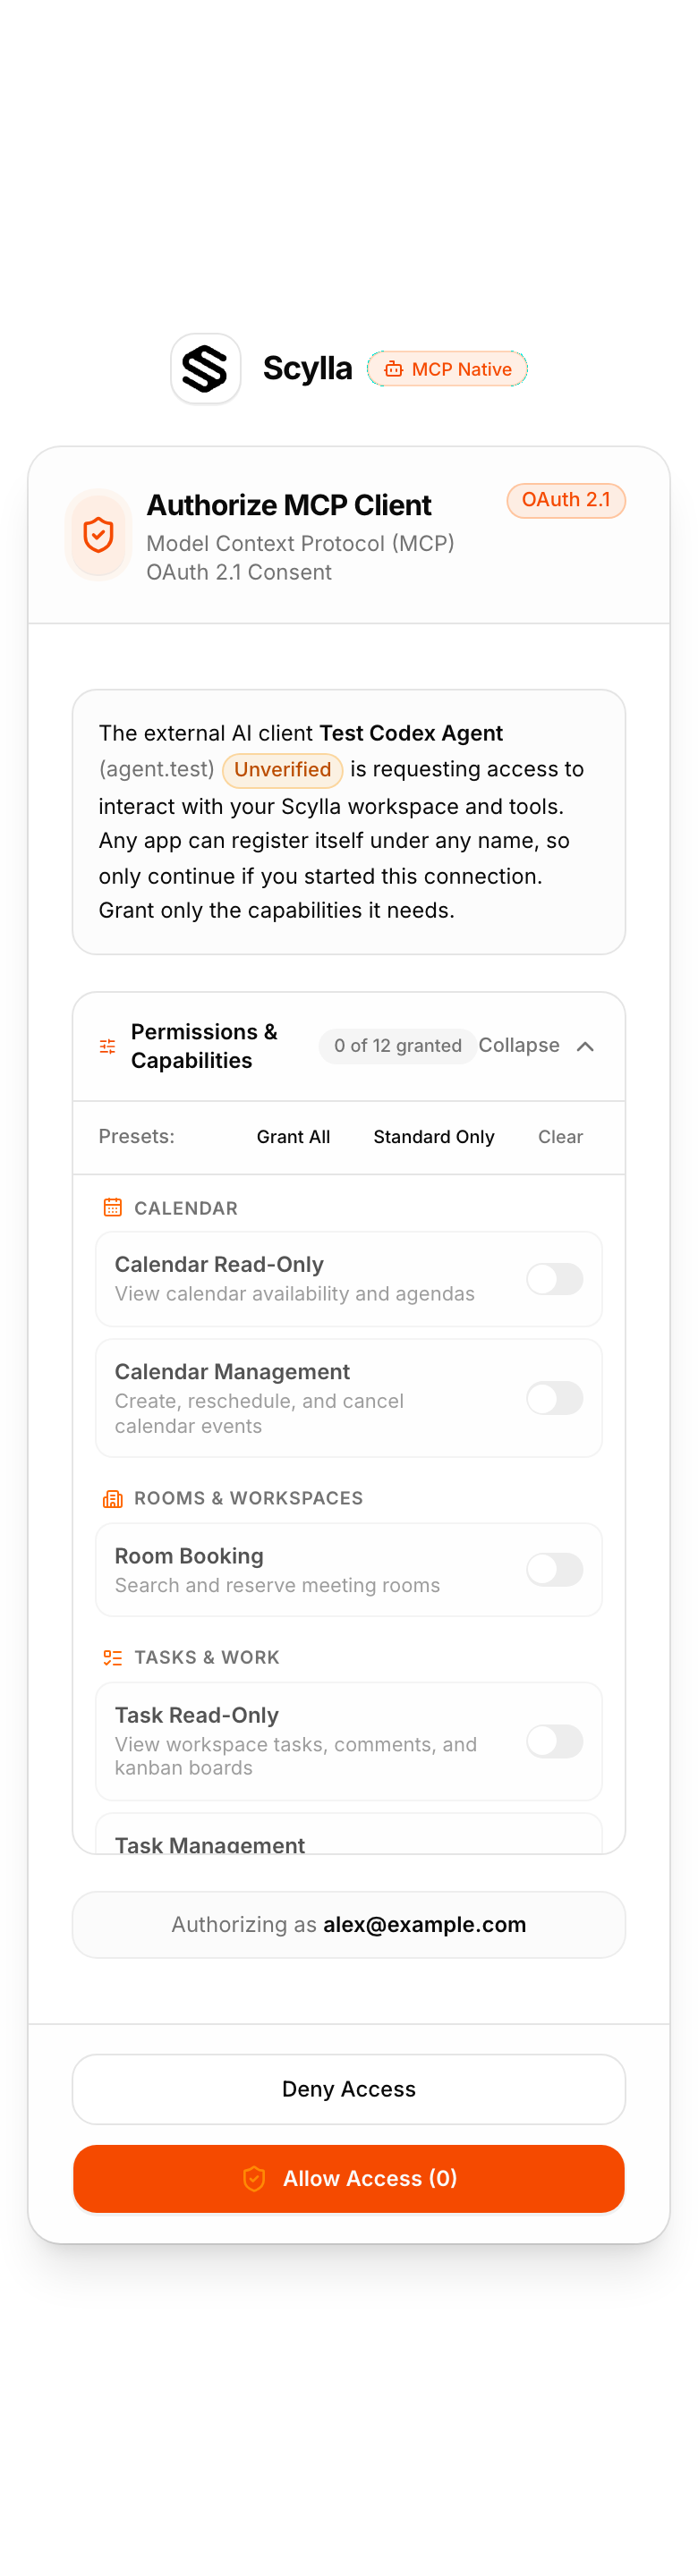 Scylla
MCP Native
Authorize MCP Client
OAuth 2.1
Model Context Protocol (MCP)
OAuth 2.1 Consent
The external AI client Test Codex Agent
(agent.test) Unverified is requesting access to
interact with your Scylla workspace and tools.
Any app can register itself under any name, so
only continue if you started this connection.
Grant only the capabilities it needs.
Permissions &
Capabilities
0 of 12 granted
Collapse
Presets:
Grant All
Standard Only
Clear
CALENDAR
Calendar Read-Only
View calendar availability and agendas
Calendar Management
Create, reschedule, and cancel
calendar events
ROOMS & WORKSPACES
Room Booking
Search and reserve meeting rooms
TASKS & WORK
Task Read-Only
View workspace tasks, comments, and
kanban boards
Task Management
Authorizing as alex@example.com
Deny Access
Allow Access (0)